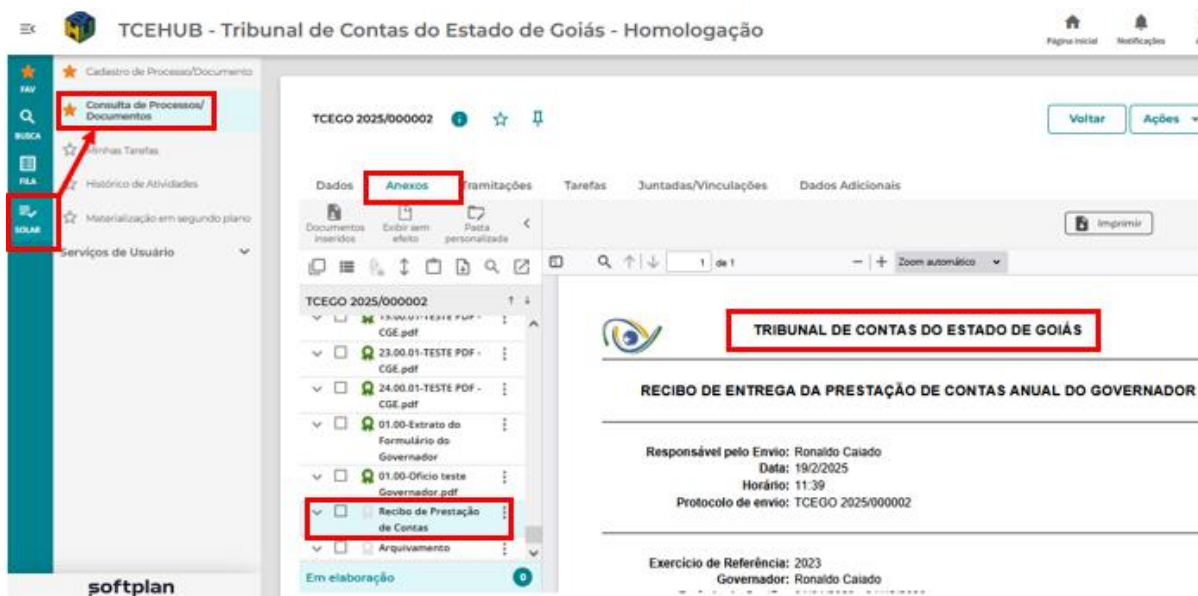 TCEHUB - Tribunal de Contas do Estado de Goiás - Homologação
Página Inicial
Notificações
FAV
BUSCA
FILA
SOLAR
Cadastro de Processo/Documento
Consulta de Processos/
Documentos
Minhas Tarefas
Histórico de Atividades
Materialização em segundo plano
Serviços de Usuário
softplan
TCEGO 2025/000002
Voltar
Ações
Dados
Anexos
Tramitações
Tarefas
Juntadas/Vinculações
Dados Adicionais
Documentos
inseridos
Exibir sem
efeito
Pasta
personalizada
Imprimir
1 de 1
Zoom automático
TCEGO 2025/000002
CGE.pdf
23.00.01-TESTE PDF -
CGE.pdf
24.00.01-TESTE PDF -
CGE.pdf
01.00-Extrato do
Formulário do
Governador
01.00-Oficio teste
Governador.pdf
Recibo de Prestação
de Contas
Arquivamento
Em elaboração
0
TRIBUNAL DE CONTAS DO ESTADO DE GOIÁS
RECIBO DE ENTREGA DA PRESTAÇÃO DE CONTAS ANUAL DO GOVERNADOR
Responsável pelo Envio: Ronaldo Caiado
Data: 19/2/2025
Horário: 11:39
Protocolo de envio: TCEGO 2025/000002
Exercício de Referência: 2023
Governador: Ronaldo Caiado